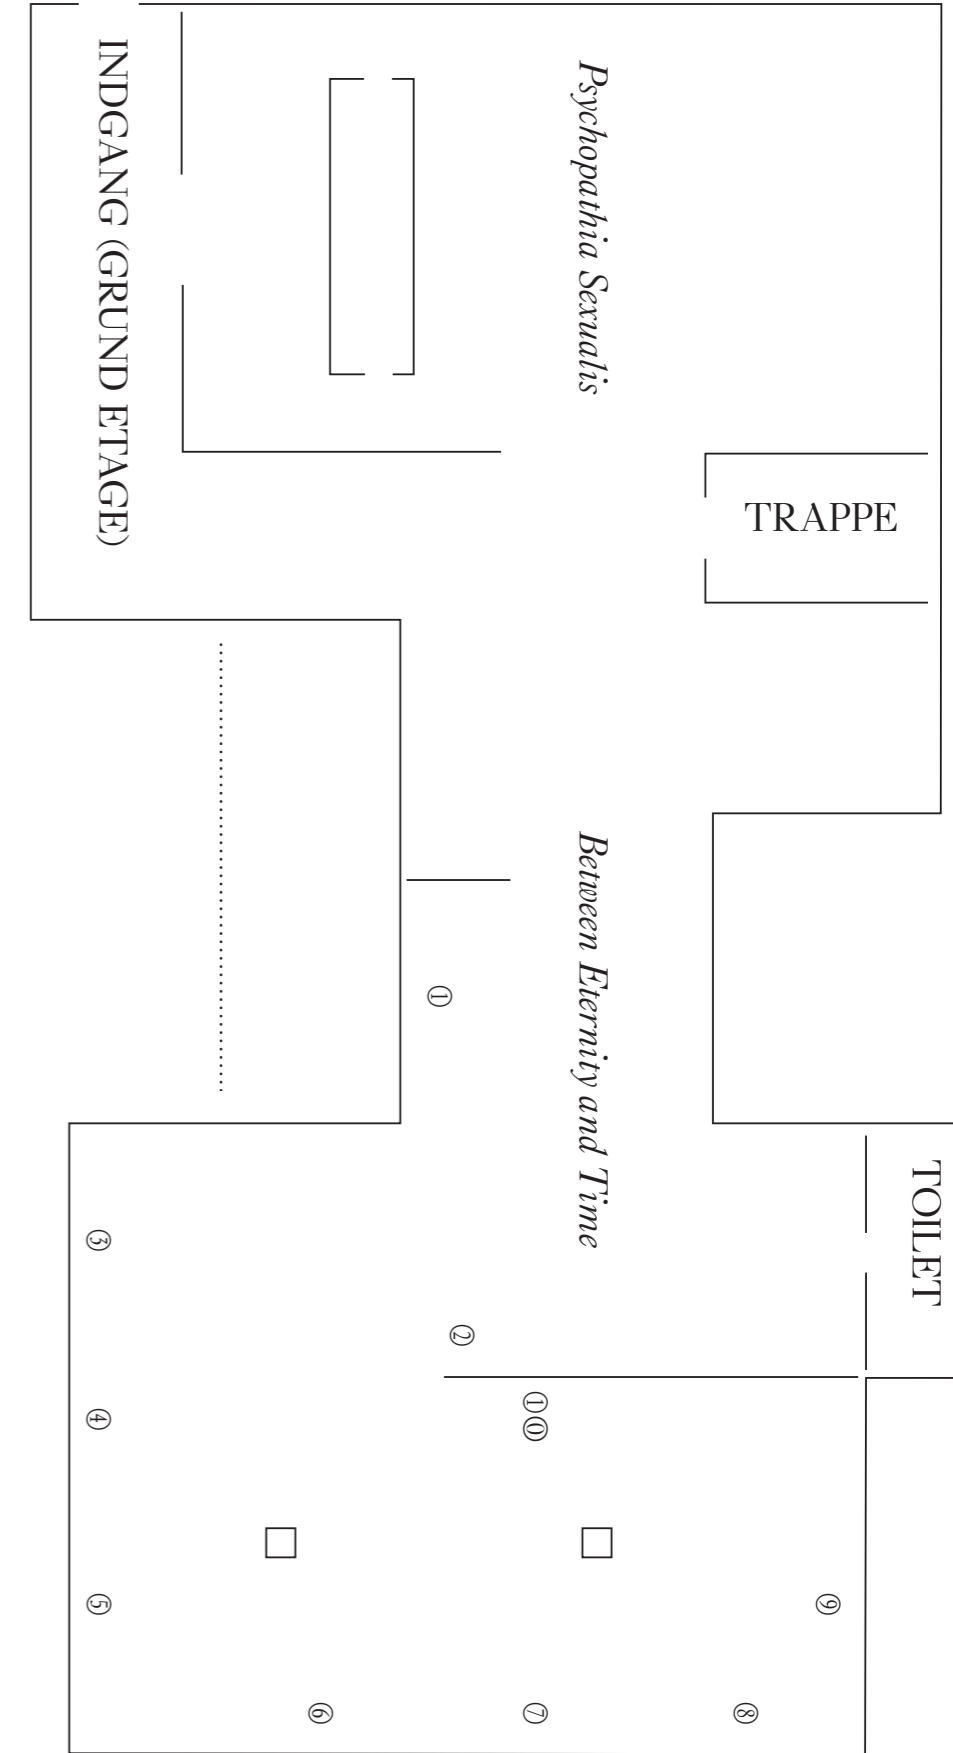 INDGANG (GRUND ETAGE)
Psychopathia Sexualis
TRAPPE
Between Eternity and Time
TOILET
①
②
③
④
⑤
⑥
⑦
⑧
⑨
①⓪